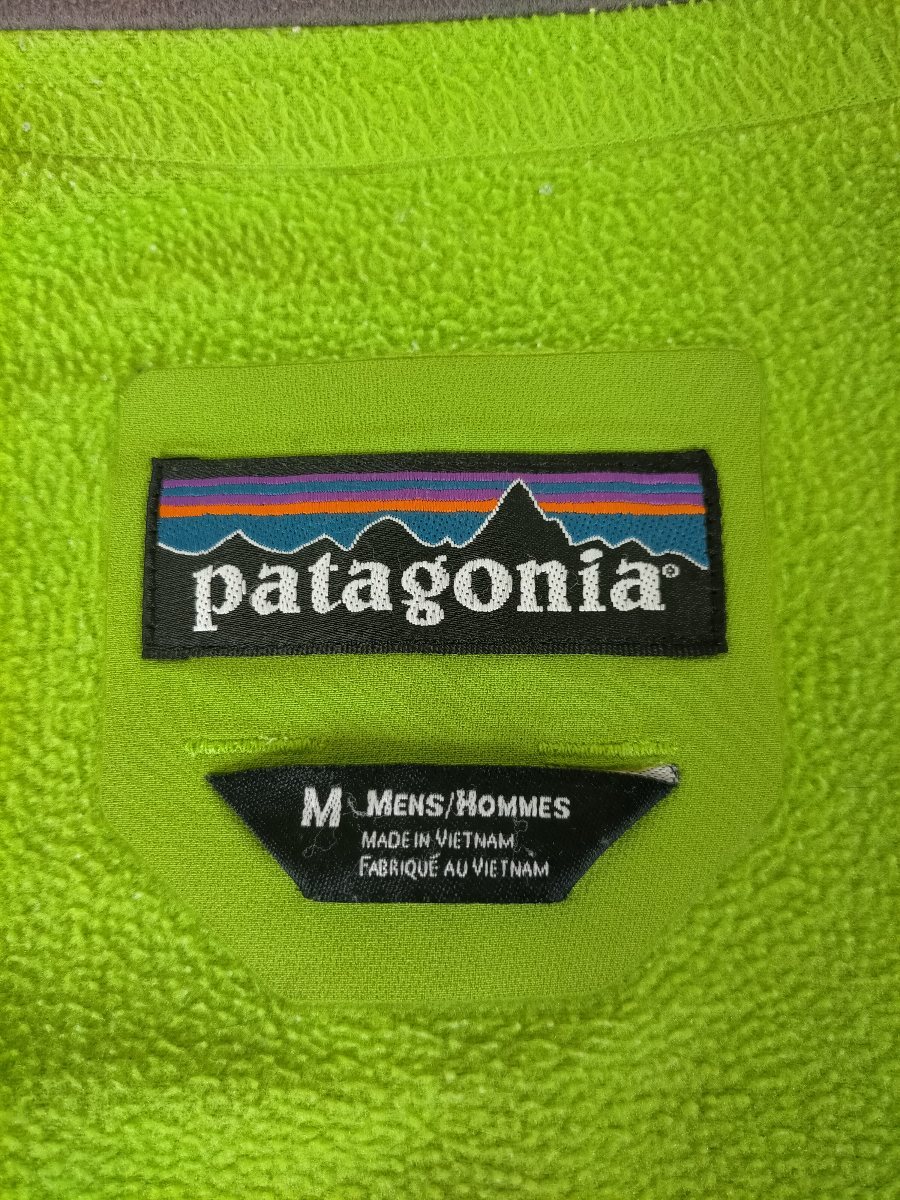 patagonia®
M MENS/HOMMES
MADE IN VIETNAM
FABRIQUÉ AU VIETNAM